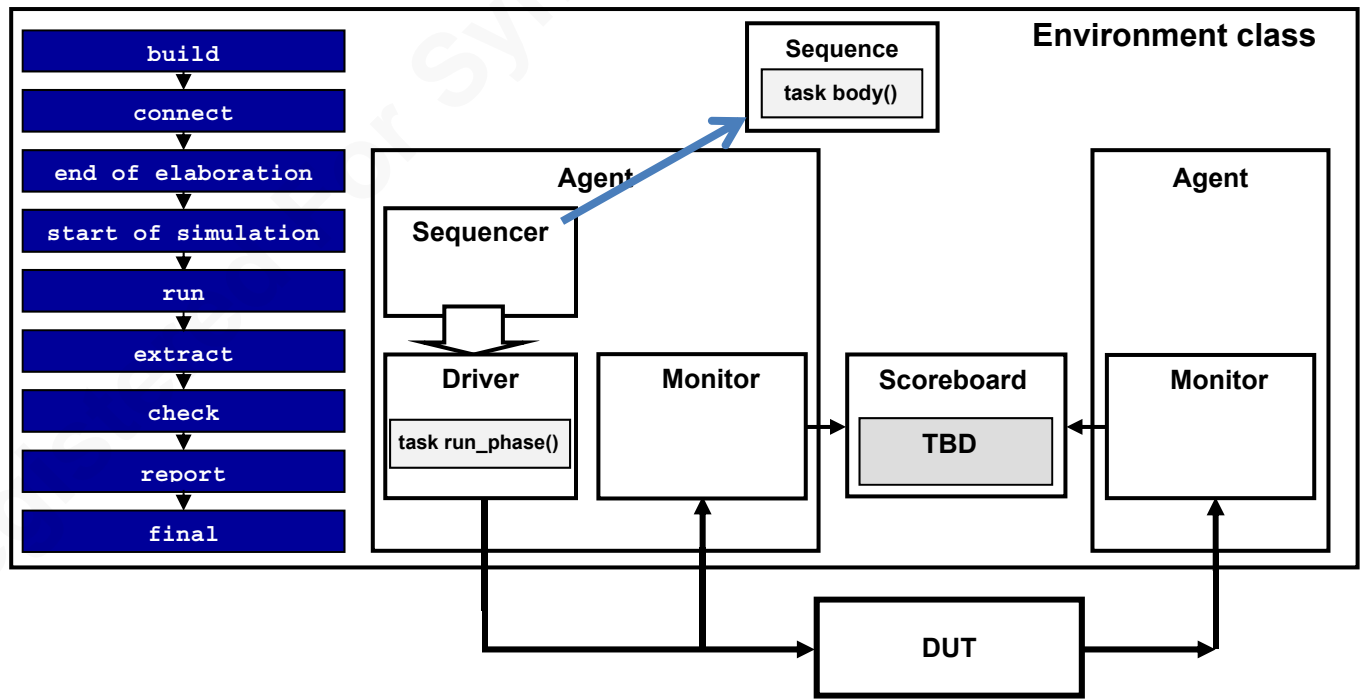 Environment class
build
connect
end of elaboration
start of simulation
run
extract
check
report
final
Sequence
task body()
Agent
Sequencer
Driver
task run_phase()
Monitor
Scoreboard
TBD
Agent
Monitor
DUT